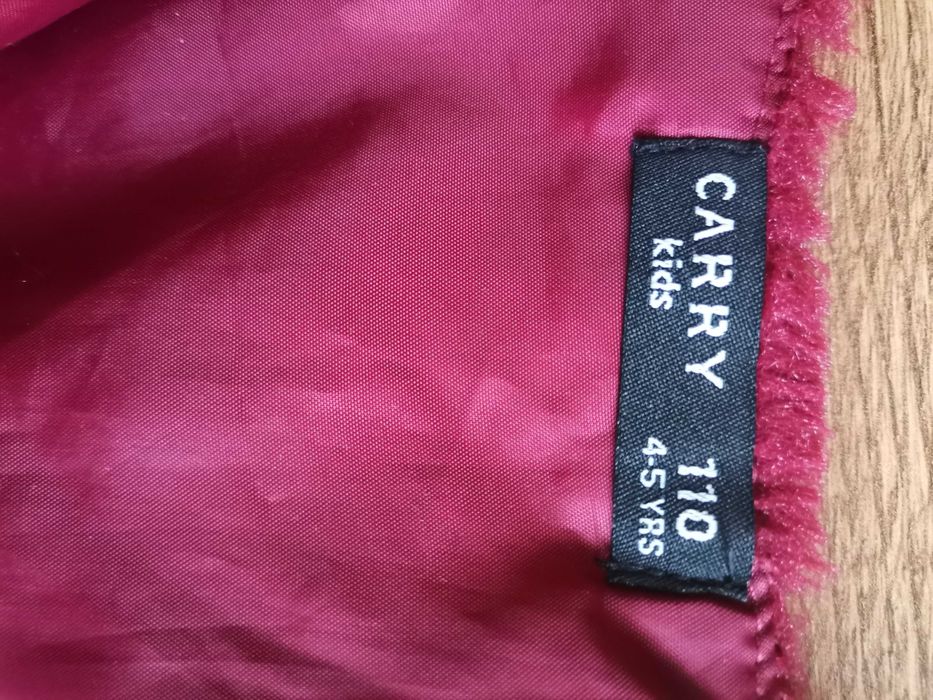 CARRY 110
kids 4-5 YRS